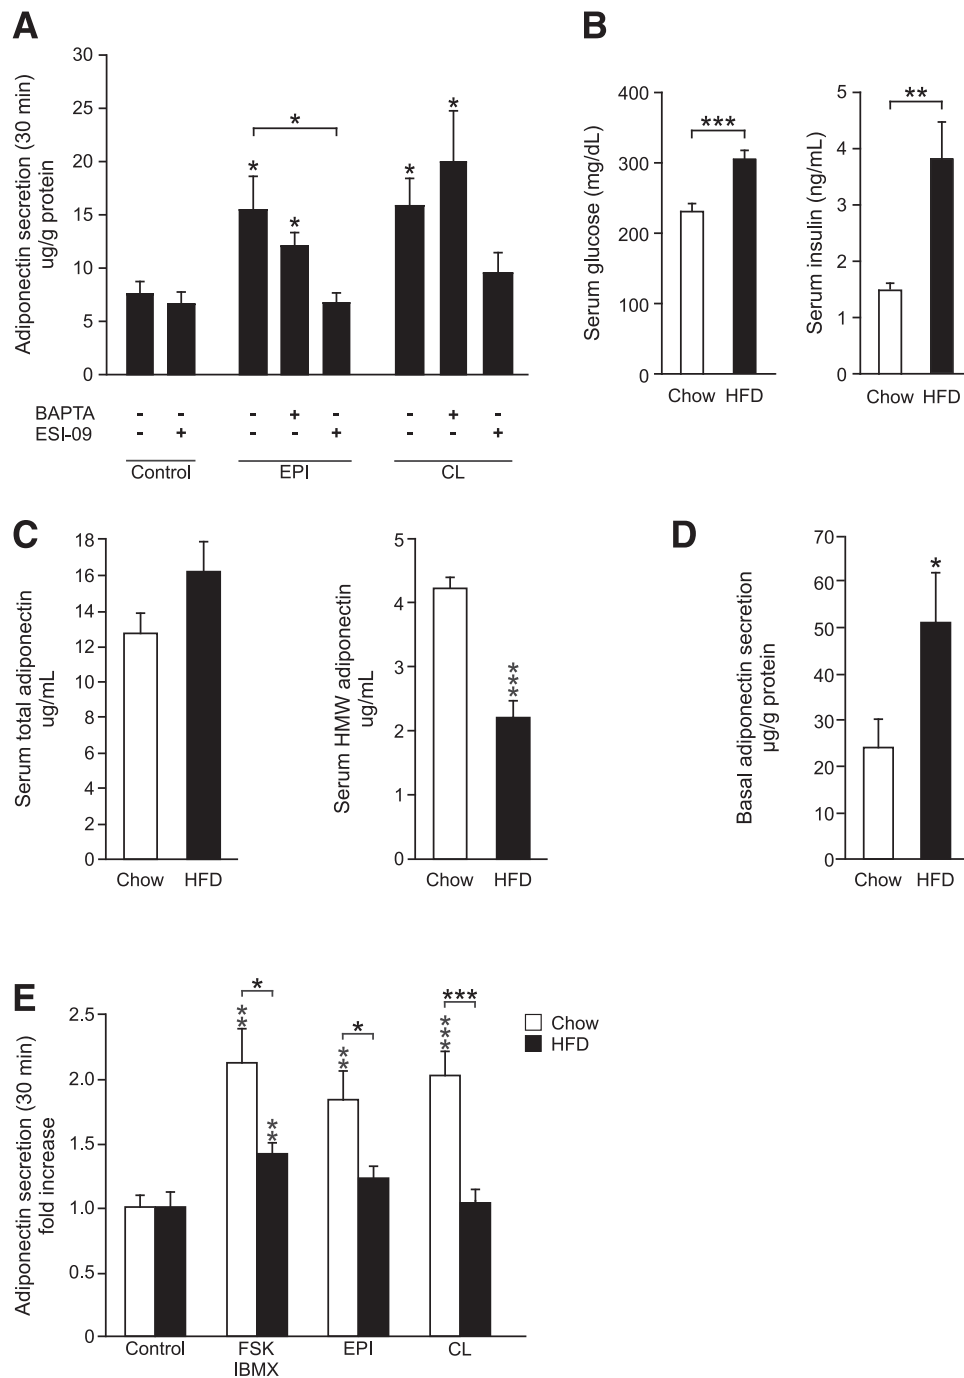 A
Adiponectin secretion (30 min)
ug/g protein
30
25
20
15
10
5
0
*
*
*
*
*
BAPTA - - - + - - + -
ESI-09 - + - - + - - +
Control EPI CL
B
Serum glucose (mg/dL)
400
300
200
100
0
***
Chow HFD
Serum insulin (ng/mL)
5
4
3
2
1
0
**
Chow HFD
C
Serum total adiponectin
ug/mL
18
16
14
12
10
8
6
4
2
0
Chow HFD
Serum HMW adiponectin
ug/mL
5
4
3
2
1
0
***
Chow HFD
D
Basal adiponectin secretion
µg/g protein
70
60
50
40
30
20
10
0
*
Chow HFD
E
Adiponectin secretion (30 min)
fold increase
2.5
2.0
1.5
1.0
0.5
0
*
**
**
*
**
***
***
Chow
HFD
Control FSK EPI CL
IBMX